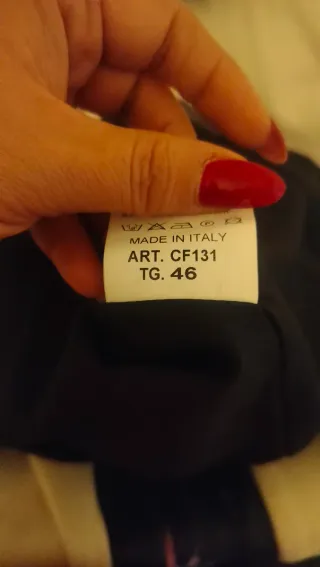 MADE IN ITALY
ART. CF131
TG. 46